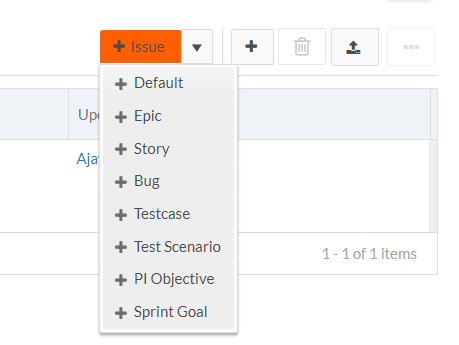 Issue
Default
Epic
Story
Bug
Testcase
Test Scenario
PI Objective
Sprint Goal
1 - 1 of 1 items